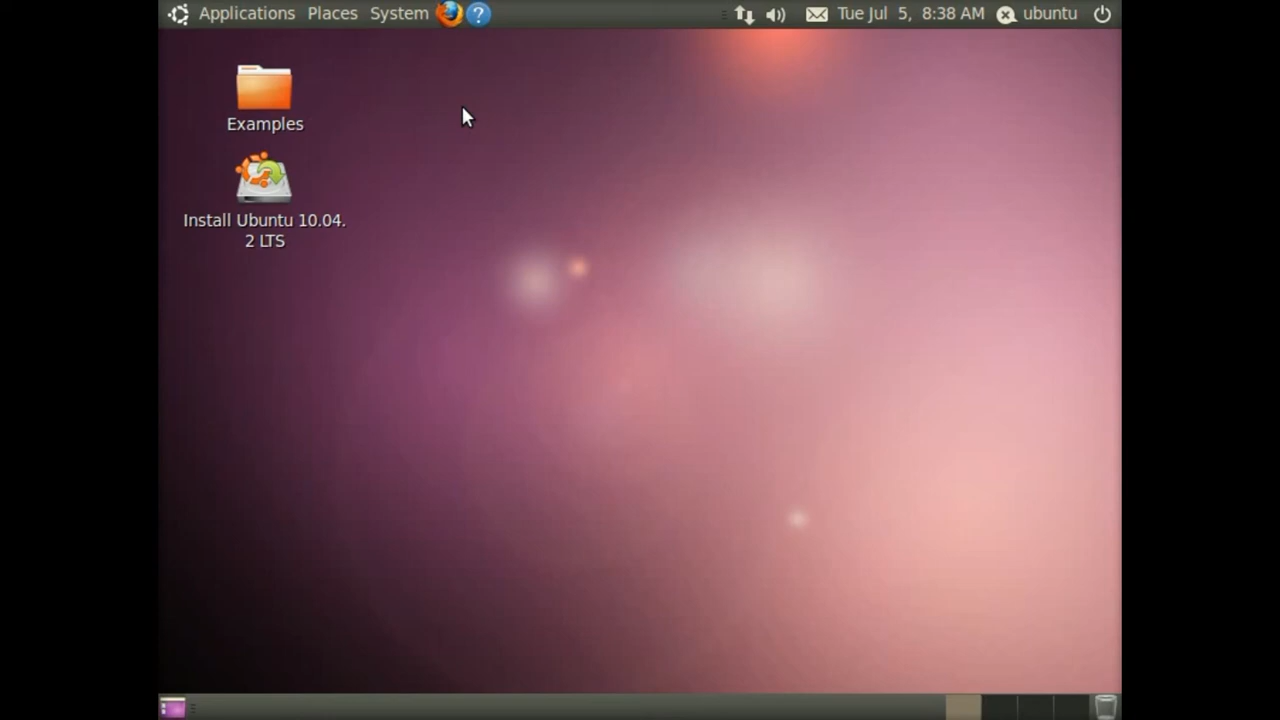 Applications Places System ? Tue Jul 5, 8:38 AM ubuntu
Examples
Install Ubuntu 10.04.
2 LTS